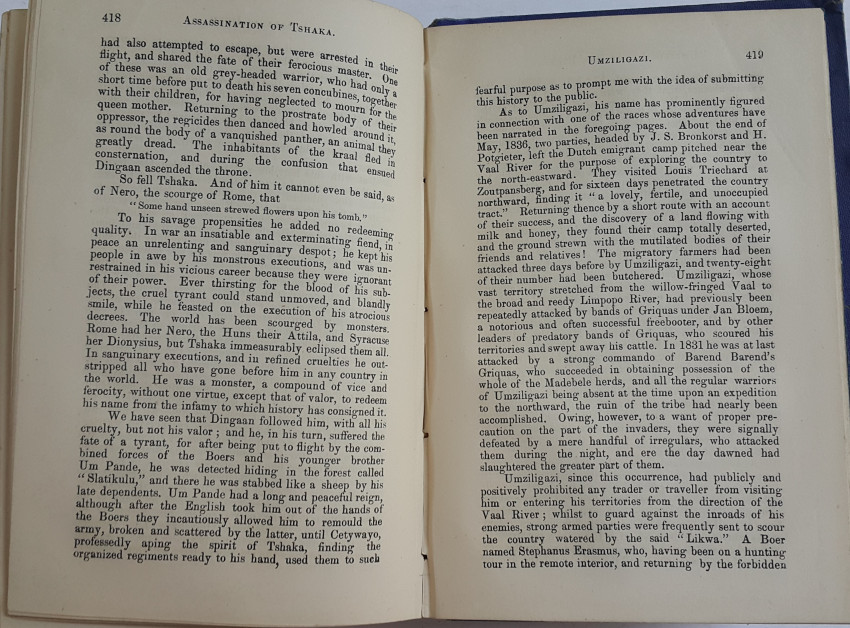 418 ASSASSINATION OF TSHAKA.
had also attempted to escape, but were arrested in their
flight, and shared the fate of their ferocious master. One
of these was an old grey-headed warrior, who had only a
short time before put to death his seven concubines, together
with their children, for having neglected to mourn for the
queen mother. Returning to the prostrate body of their
oppressor, the regicides then danced and howled around it,
as round the body of a vanquished panther, an animal they
greatly dread. The inhabitants of the kraal fled in
consternation, and during the confusion that ensued
Dingaan ascended the throne.
So fell Tshaka. And of him it cannot even be said, as
of Nero, the scourge of Rome, that
"Some hand unseen strewed flowers upon his tomb."
To his savage propensities he added no redeeming
quality. In war an insatiable and exterminating fiend, in
peace an unrelenting and sanguinary despot; he kept his
people in awe by his monstrous executions, and was un-
restrained in his vicious career because they were ignorant
of their power. Ever thirsting for the blood of his sub-
jects, the cruel tyrant could stand unmoved, and blandly
smile, while he feasted on the execution of his atrocious
decrees. The world has been scourged by monsters.
Rome had her Nero, the Huns their Attila, and Syracuse
her Dionysius, but Tshaka immeasurably eclipsed them all.
In sanguinary executions, and in refined cruelties he out-
stripped all who have gone before him in any country in
the world. He was a monster, a compound of vice and
ferocity, without one virtue, except that of valor, to redeem
his name from the infamy to which history has consigned it.
We have seen that Dingaan followed him, with all his
cruelty, but not his valor; and he, in his turn, suffered the
fate of a tyrant, for after being put to flight by the com-
bined forces of the Boers and his younger brother
Um Pande, he was detected hiding in the forest called
"Slatikulu," and there he was stabbed like a sheep by his
late dependents. Um Pande had a long and peaceful reign,
although after the English took him out of the hands of
the Boers they incautiously allowed him to remould the
army, broken and scattered by the latter, until Cetywayo,
professedly aping the spirit of Tshaka, finding the
organized regiments ready to his hand, used them to such
UMZILIGAZI. 419
fearful purpose as to prompt me with the idea of submitting
this history to the public.
As to Umziligazi, his name has prominently figured
in connection with one of the races whose adventures have
been narrated in the foregoing pages. About the end of
May, 1836, two parties, headed by J. S. Bronkorst and H.
Potgieter, left the Dutch emigrant camp pitched near the
Vaal River for the purpose of exploring the country to
the north-eastward. They visited Louis Triechard at
Zoutpansberg, and for sixteen days penetrated the country
northward, finding it "a lovely, fertile, and unoccupied
tract." Returning thence by a short route with an account
of their success, and the discovery of a land flowing with
milk and honey, they found their camp totally deserted,
and the ground strewn with the mutilated bodies of their
friends and relatives! The migratory farmers had been
attacked three days before by Umziligazi, and twenty-eight
of their number had been butchered. Umziligazi, whose
vast territory stretched from the willow-fringed Vaal to
the broad and reedy Limpopo River, had previously been
repeatedly attacked by bands of Griquas under Jan Bloem,
a notorious and often successful freebooter, and by other
leaders of predatory bands of Griquas, who scoured his
territories and swept away his cattle. In 1831 he was at last
attacked by a strong commando of Barend Barend's
Griquas, who succeeded in obtaining possession of the
whole of the Madebele herds, and all the regular warriors
of Umziligazi being absent at the time upon an expedition
to the northward, the ruin of the tribe had nearly been
accomplished. Owing, however, to a want of proper pre-
caution on the part of the invaders, they were signally
defeated by a mere handful of irregulars, who attacked
them during the night, and ere the day dawned had
slaughtered the greater part of them.
Umziligazi, since this occurrence, had publicly and
positively prohibited any trader or traveller from visiting
him or entering his territories from the direction of the
Vaal River; whilst to guard against the inroads of his
enemies, strong armed parties were frequently sent to scour
the country watered by the said "Likwa." A Boer
named Stephanus Erasmus, who, having been on a hunting
tour in the remote interior, and returning by the forbidden